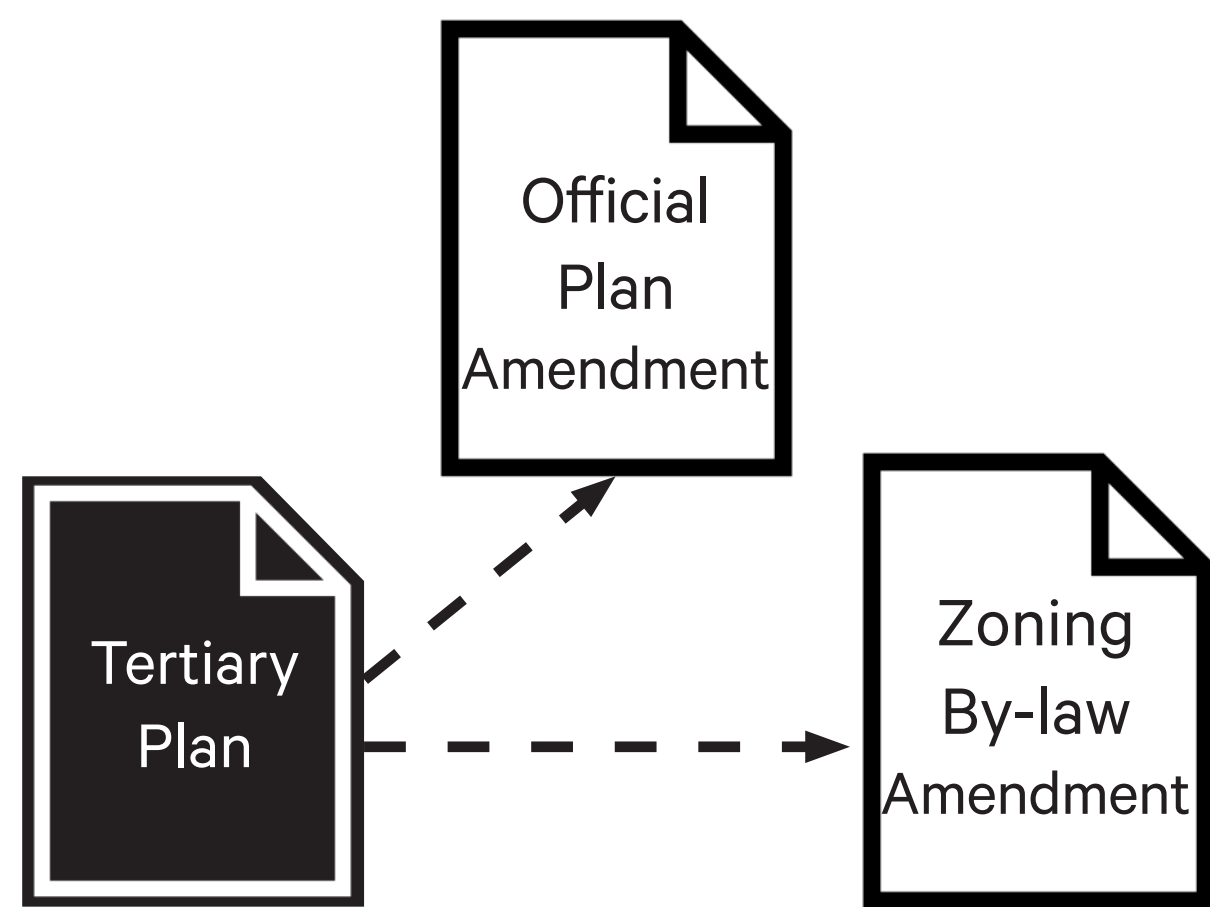 Official
Plan
Amendment
Tertiary
Plan
Zoning
By-law
Amendment